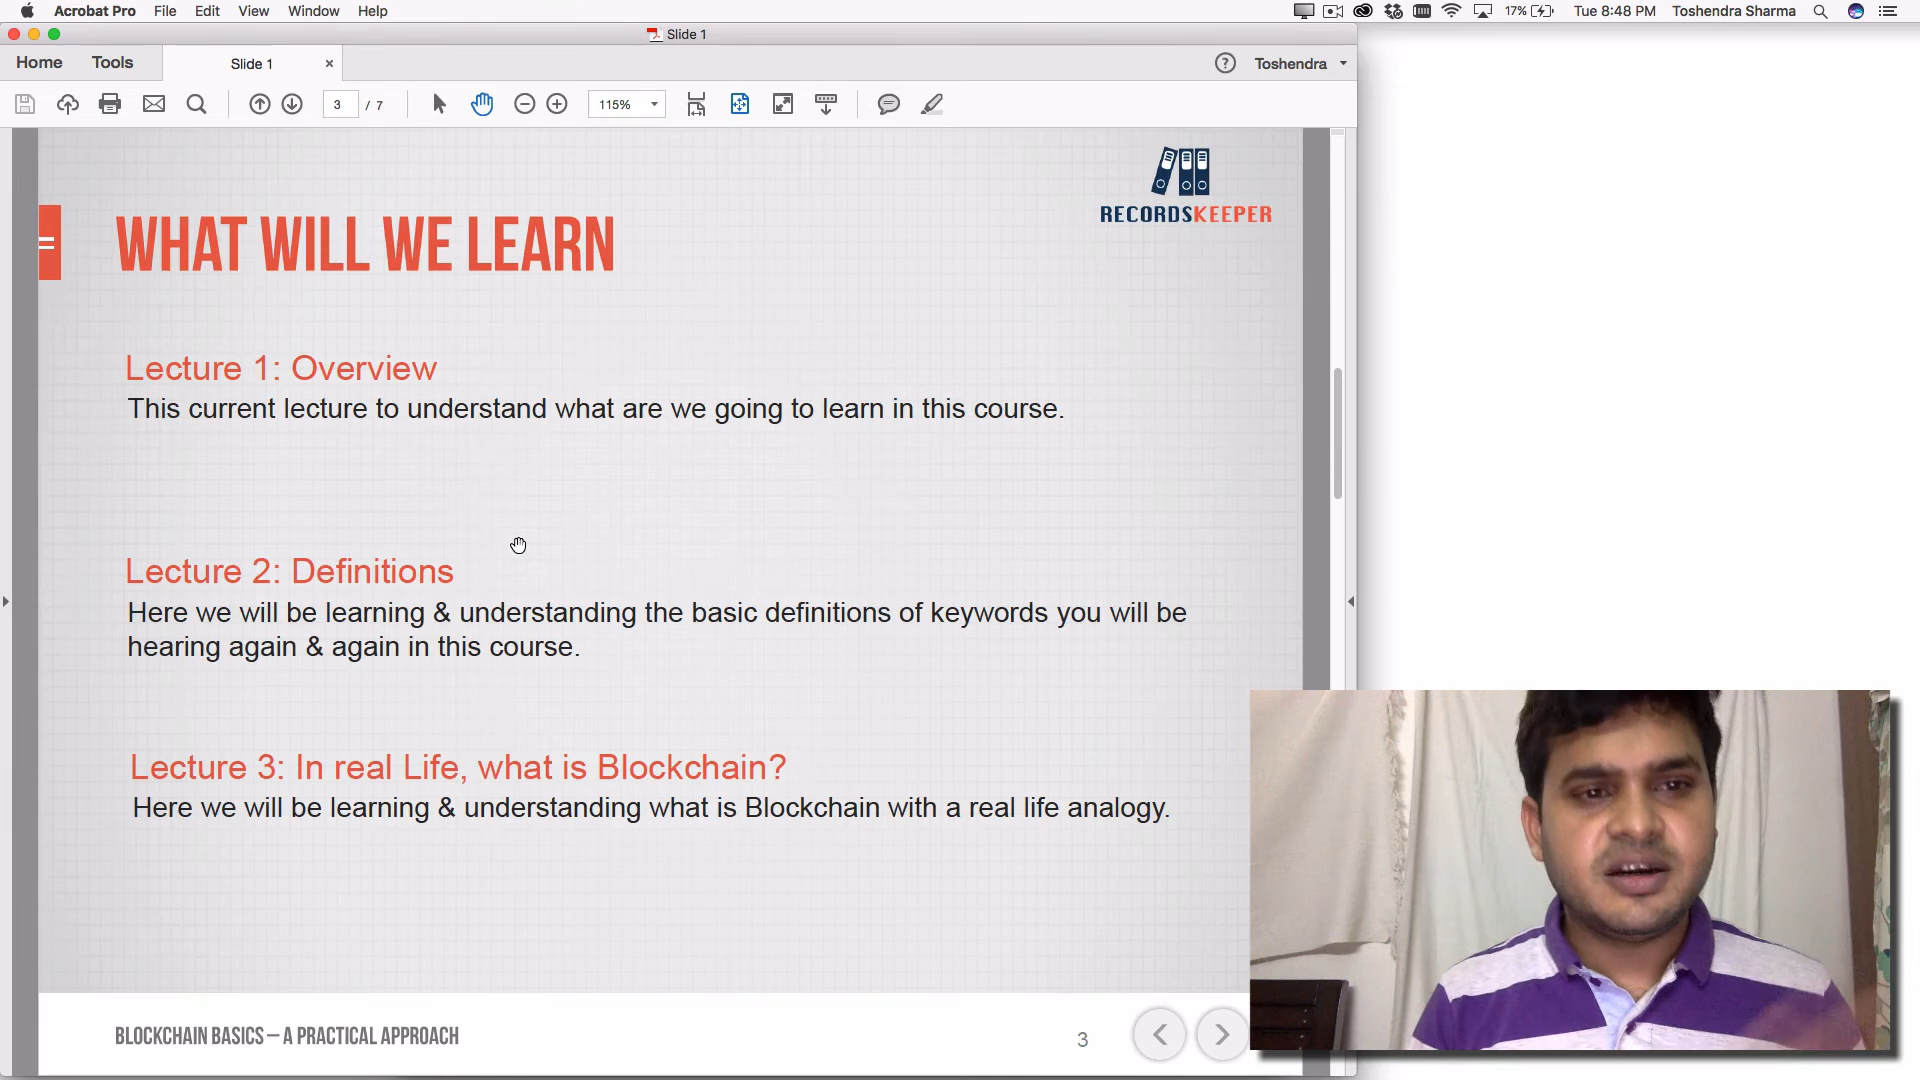 Acrobat Pro File Edit View Window Help
17% Tue 8:48 PM Toshendra Sharma
Slide 1
Home Tools Slide 1 × ? Toshendra
3 / 7 115%
RECORDSKEEPER
WHAT WILL WE LEARN
Lecture 1: Overview
This current lecture to understand what are we going to learn in this course.
Lecture 2: Definitions
Here we will be learning & understanding the basic definitions of keywords you will be
hearing again & again in this course.
Lecture 3: In real Life, what is Blockchain?
Here we will be learning & understanding what is Blockchain with a real life analogy.
BLOCKCHAIN BASICS – A PRACTICAL APPROACH
3